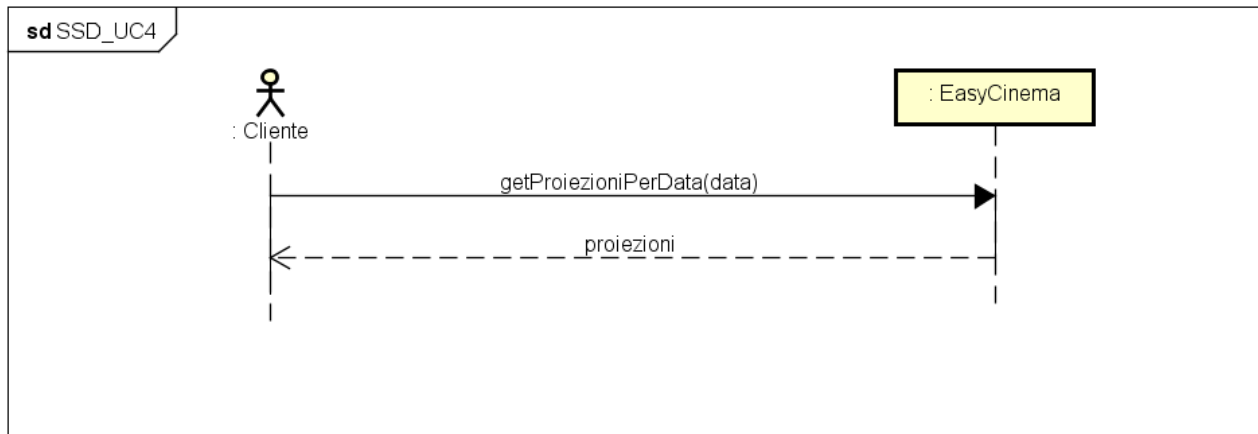 sd SSD_UC4
: Cliente
: EasyCinema
getProiezioniPerData(data)
proiezioni